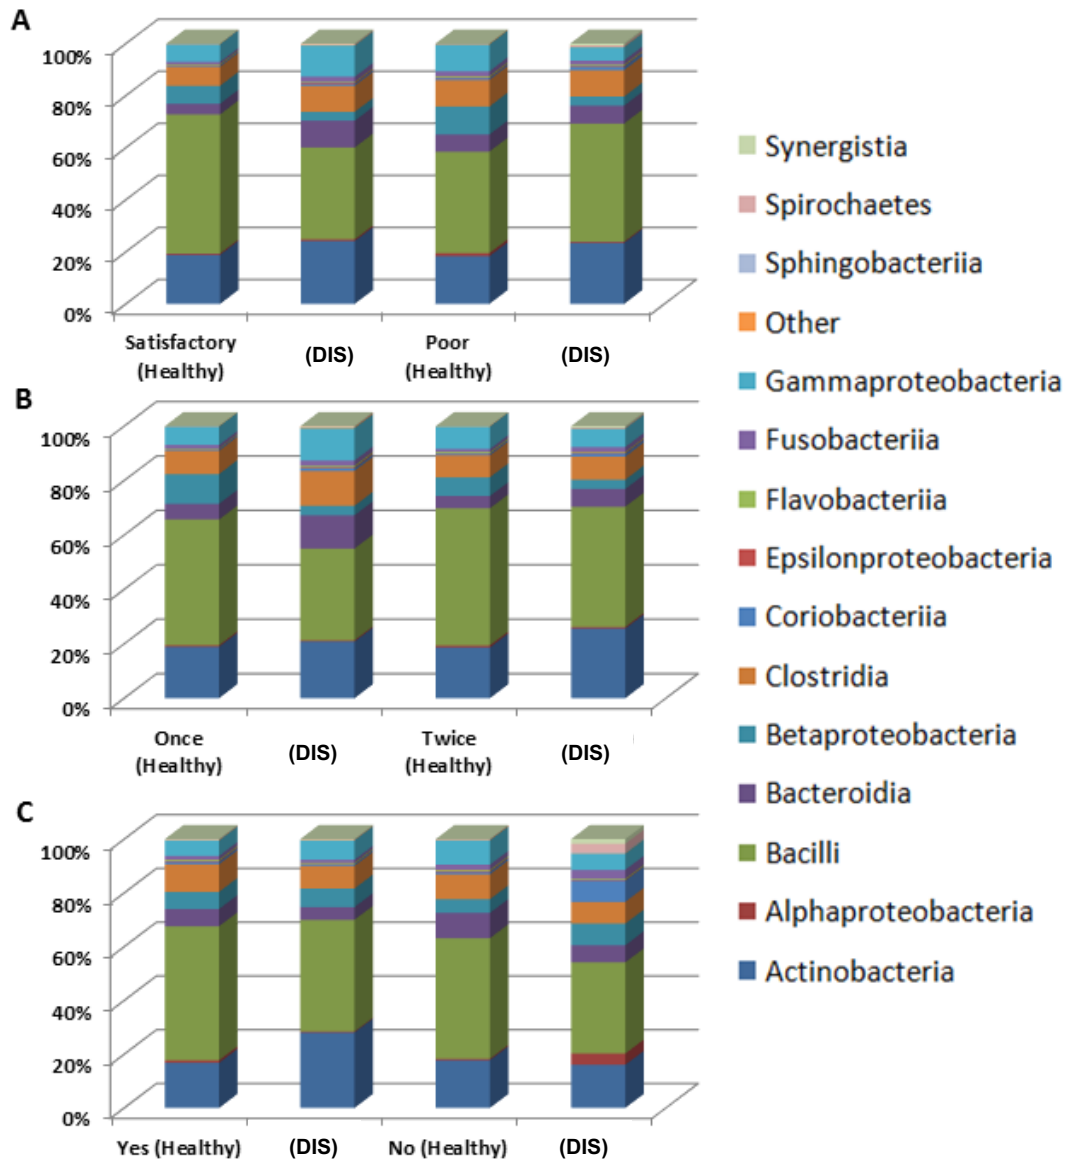 A
100%
80%
60%
40%
20%
0%
Satisfactory
(Healthy)
(DIS)
Poor
(Healthy)
(DIS)
B
100%
80%
60%
40%
20%
0%
Once
(Healthy)
(DIS)
Twice
(Healthy)
(DIS)
C
100%
80%
60%
40%
20%
0%
Yes (Healthy)
(DIS)
No (Healthy)
(DIS)
Synergistia
Spirochaetes
Sphingobacteriia
Other
Gammaproteobacteria
Fusobacteriia
Flavobacteriia
Epsilonproteobacteria
Coriobacteriia
Clostridia
Betaproteobacteria
Bacteroidia
Bacilli
Alphaproteobacteria
Actinobacteria